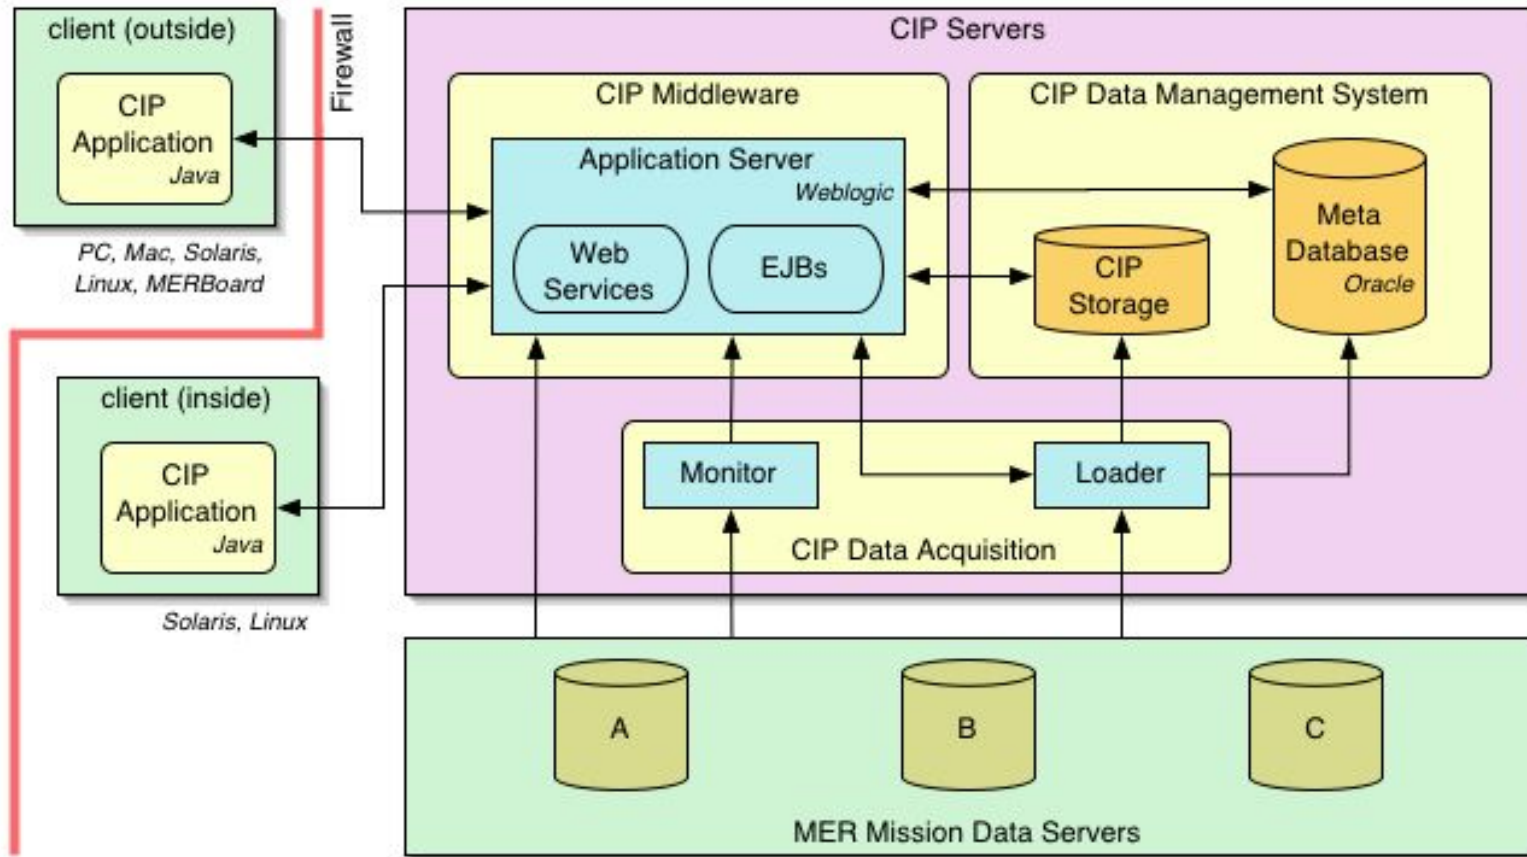 client (outside)
CIP
Application
Java
PC, Mac, Solaris,
Linux, MERBoard
Firewall
client (inside)
CIP
Application
Java
Solaris, Linux
CIP Servers
CIP Middleware
Application Server
Weblogic
Web
Services
EJBs
CIP Data Management System
CIP
Storage
Meta
Database
Oracle
Monitor
Loader
CIP Data Acquisition
A
B
C
MER Mission Data Servers